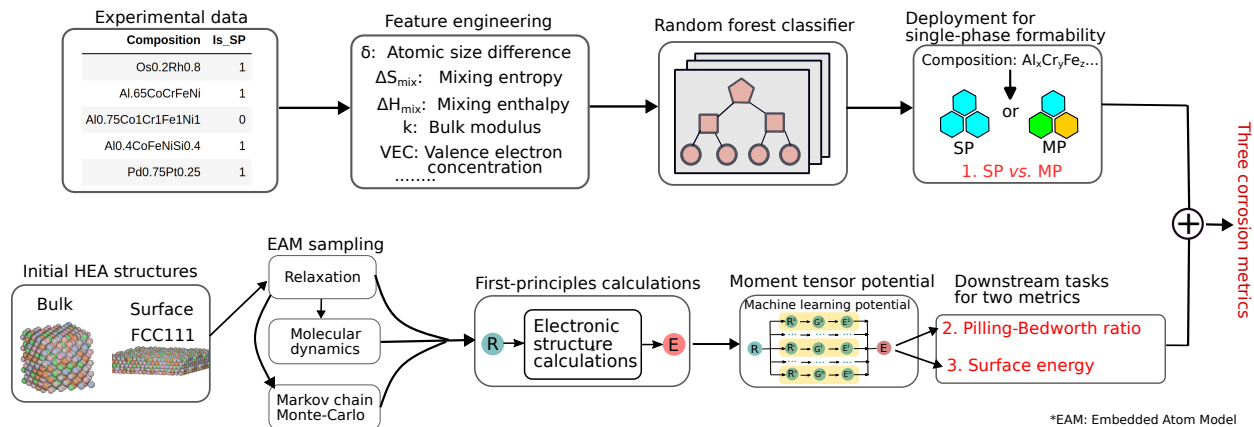 Experimental data
Composition Is_SP
Os0.2Rh0.8 1
Al.65CoCrFeNi 1
Al0.75Co1Cr1Fe1Ni1 0
Al0.4CoFeNiSi0.4 1
Pd0.75Pt0.25 1
Feature engineering
δ: Atomic size difference
ΔSmix: Mixing entropy
ΔHmix: Mixing enthalpy
k: Bulk modulus
VEC: Valence electron
concentration
........
Random forest classifier
Deployment for
single-phase formability
Composition: AlxCryFez...
or
SP
MP
1. SP vs. MP
Three corrosion metrics
Initial HEA structures
Bulk
Surface
FCC111
EAM sampling
Relaxation
Molecular
dynamics
Markov chain
Monte-Carlo
First-principles calculations
R
Electronic
structure
calculations
E
Moment tensor potential
Machine learning potential
R
R¹ G¹ E¹
... ... ...
... ... ...
E
Downstream tasks
for two metrics
2. Pilling-Bedworth ratio
3. Surface energy
*EAM: Embedded Atom Model